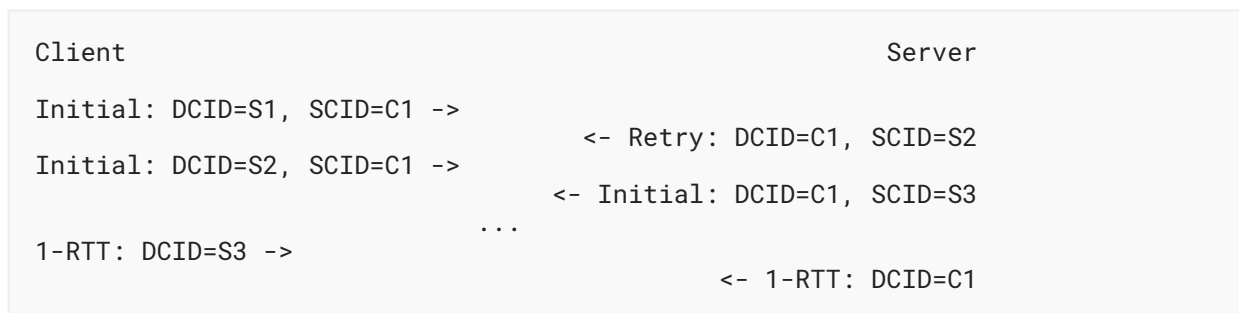 Client Server
Initial: DCID=S1, SCID=C1 ->
<- Retry: DCID=C1, SCID=S2
Initial: DCID=S2, SCID=C1 ->
<- Initial: DCID=C1, SCID=S3
...
1-RTT: DCID=S3 ->
<- 1-RTT: DCID=C1